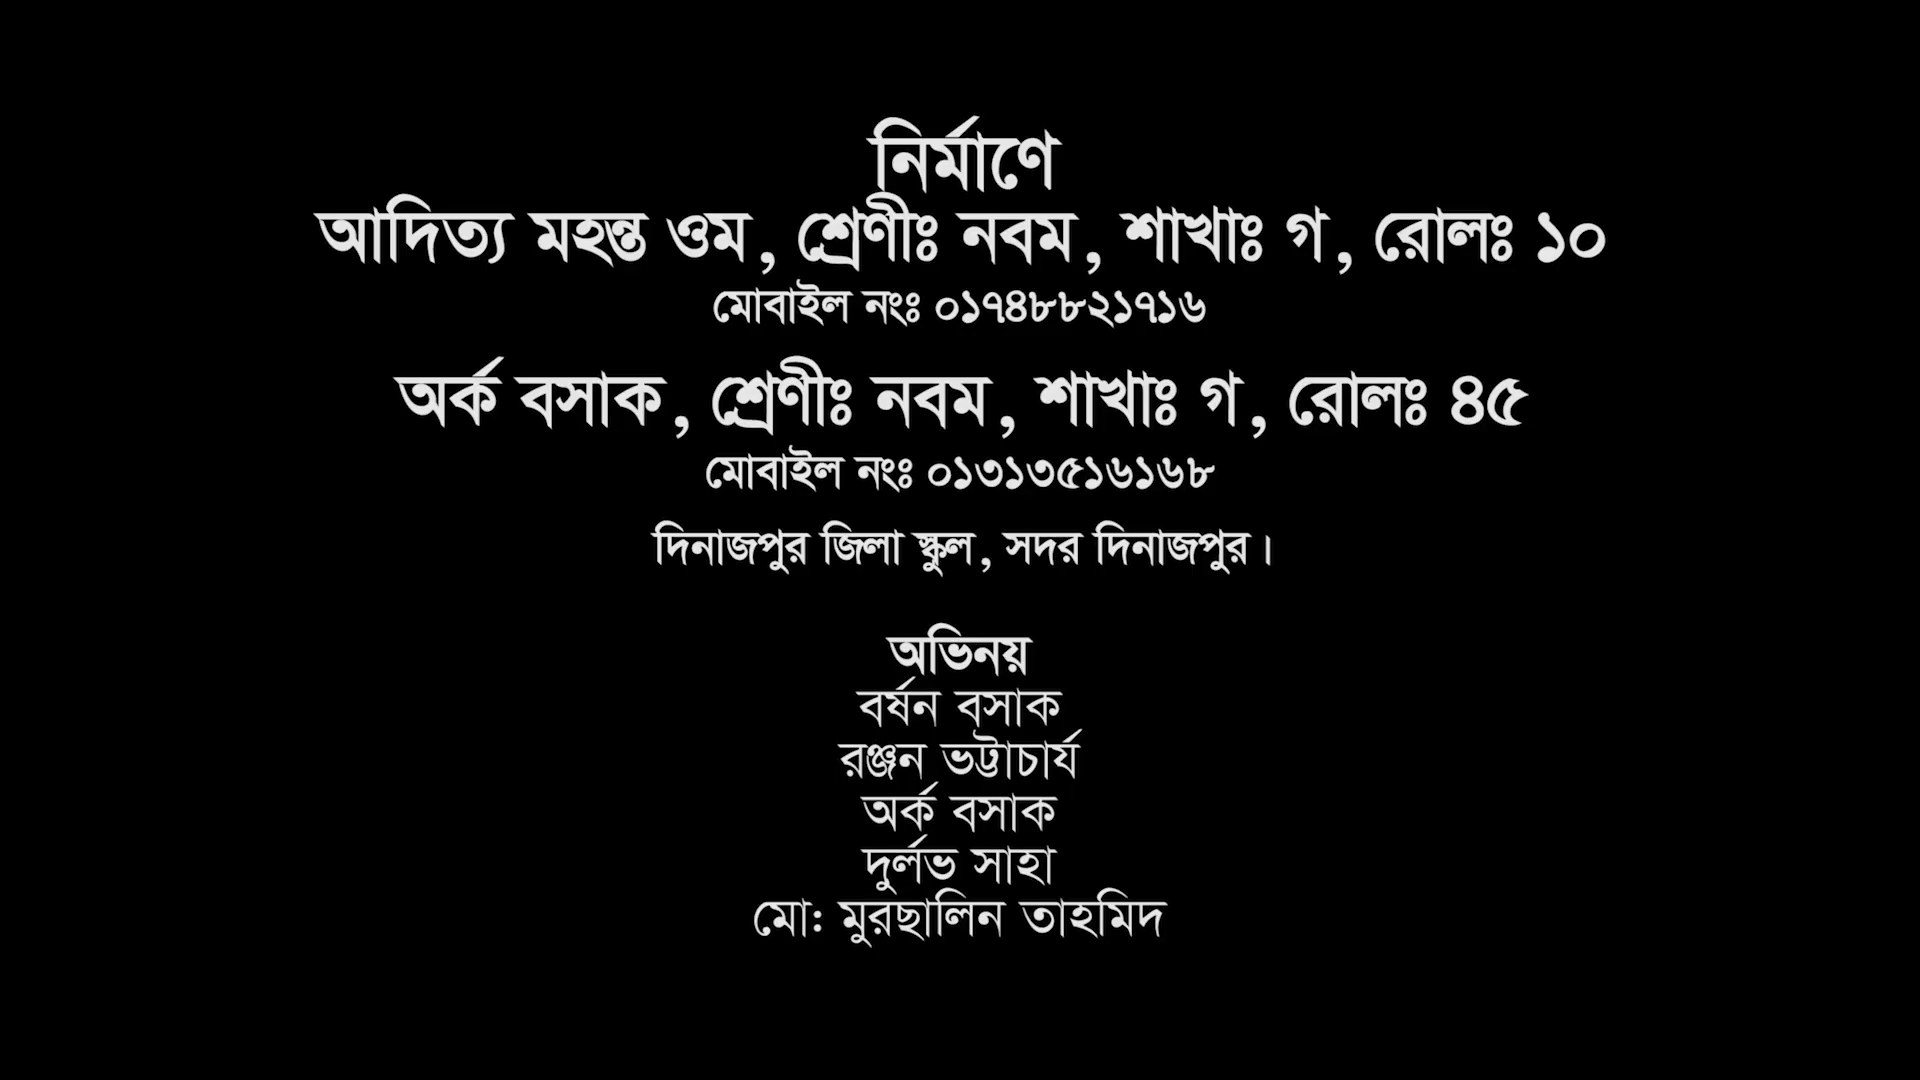 নির্মাণে
আদিত্য মহন্ত ওম, শ্রেণীঃ নবম, শাখাঃ গ, রোলঃ ১০
মোবাইল নংঃ ০১৭৪৮৮২১৭১৬
অর্ক বসাক, শ্রেণীঃ নবম, শাখাঃ গ, রোলঃ ৪৫
মোবাইল নংঃ ০১৩১৩৫১৬১৬৮
দিনাজপুর জিলা স্কুল, সদর দিনাজপুর।
অভিনয়
বর্ষন বসাক
রঞ্জন ভট্টাচার্য
অর্ক বসাক
দুর্লভ সাহা
মো: মুরছালিন তাহমিদ